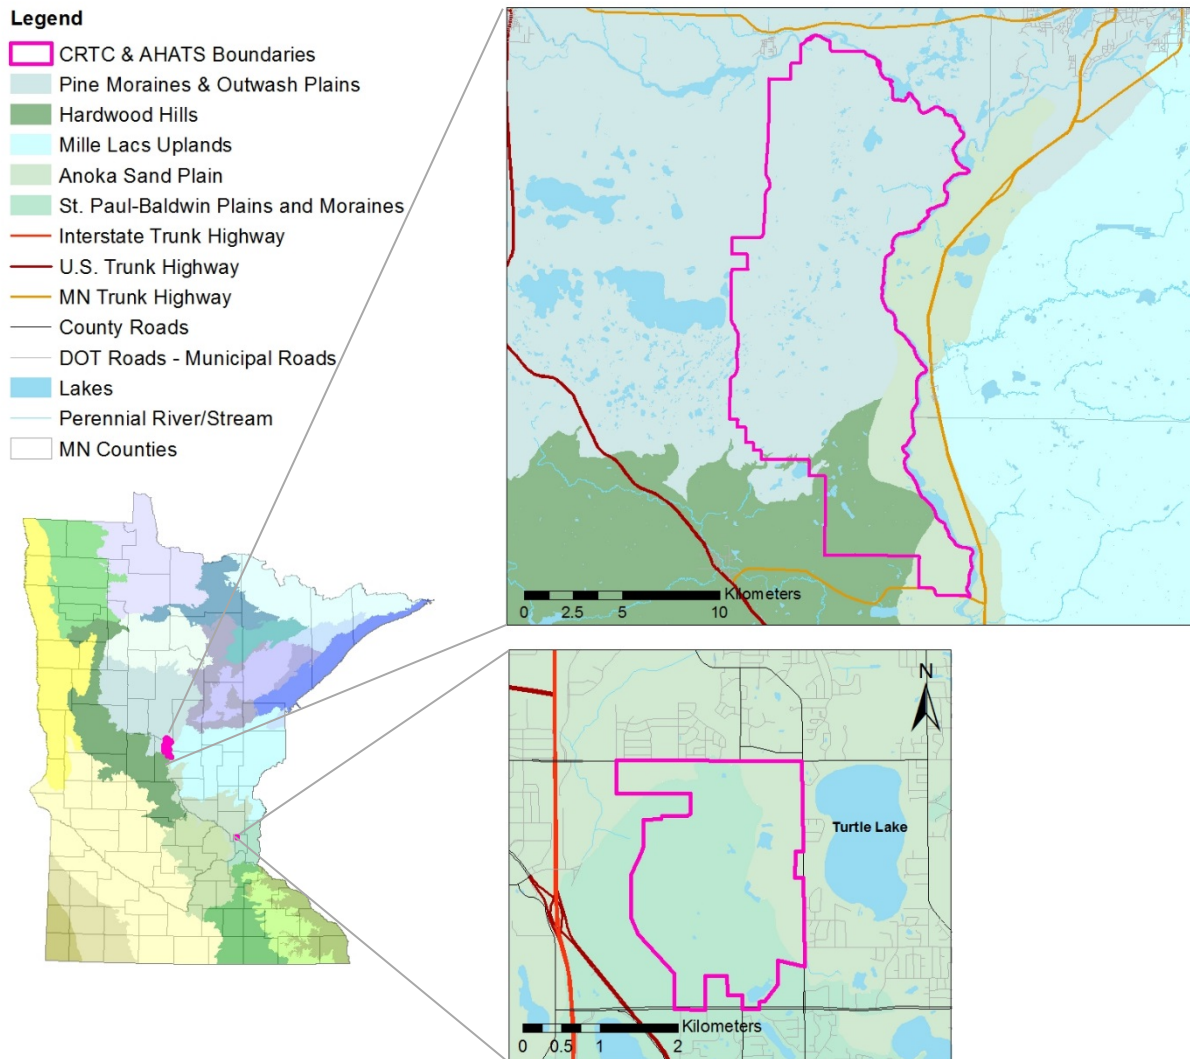 Legend
CRTC & AHATS Boundaries
Pine Moraines & Outwash Plains
Hardwood Hills
Mille Lacs Uplands
Anoka Sand Plain
St. Paul-Baldwin Plains and Moraines
Interstate Trunk Highway
U.S. Trunk Highway
MN Trunk Highway
County Roads
DOT Roads - Municipal Roads
Lakes
Perennial River/Stream
MN Counties
Kilometers
0 2.5 5 10
N
Turtle Lake
Kilometers
0 0.5 1 2